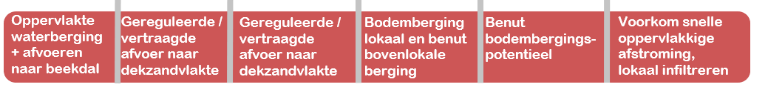 Oppervlakte
waterberging
+ afvoeren
naar beekdal
Gereguleerde /
vertraagde
afvoer naar
dekzandvlakte
Gereguleerde /
vertraagde
afvoer naar
dekzandvlakte
Bodemberging
lokaal en benut
bovenlokale
berging
Benut
bodembergings-
potentieel
Voorkom snelle
oppervlakkige
afstroming,
lokaal infiltreren